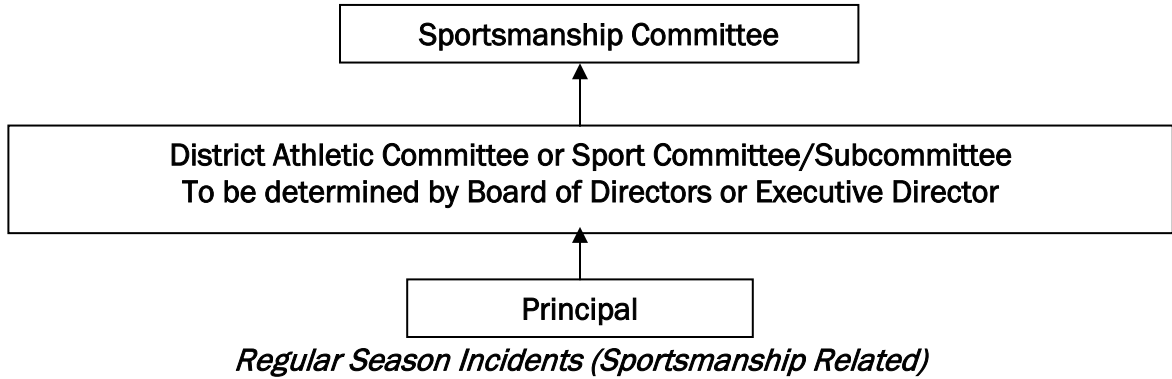 Sportsmanship Committee
District Athletic Committee or Sport Committee/Subcommittee
To be determined by Board of Directors or Executive Director
Principal
Regular Season Incidents (Sportsmanship Related)